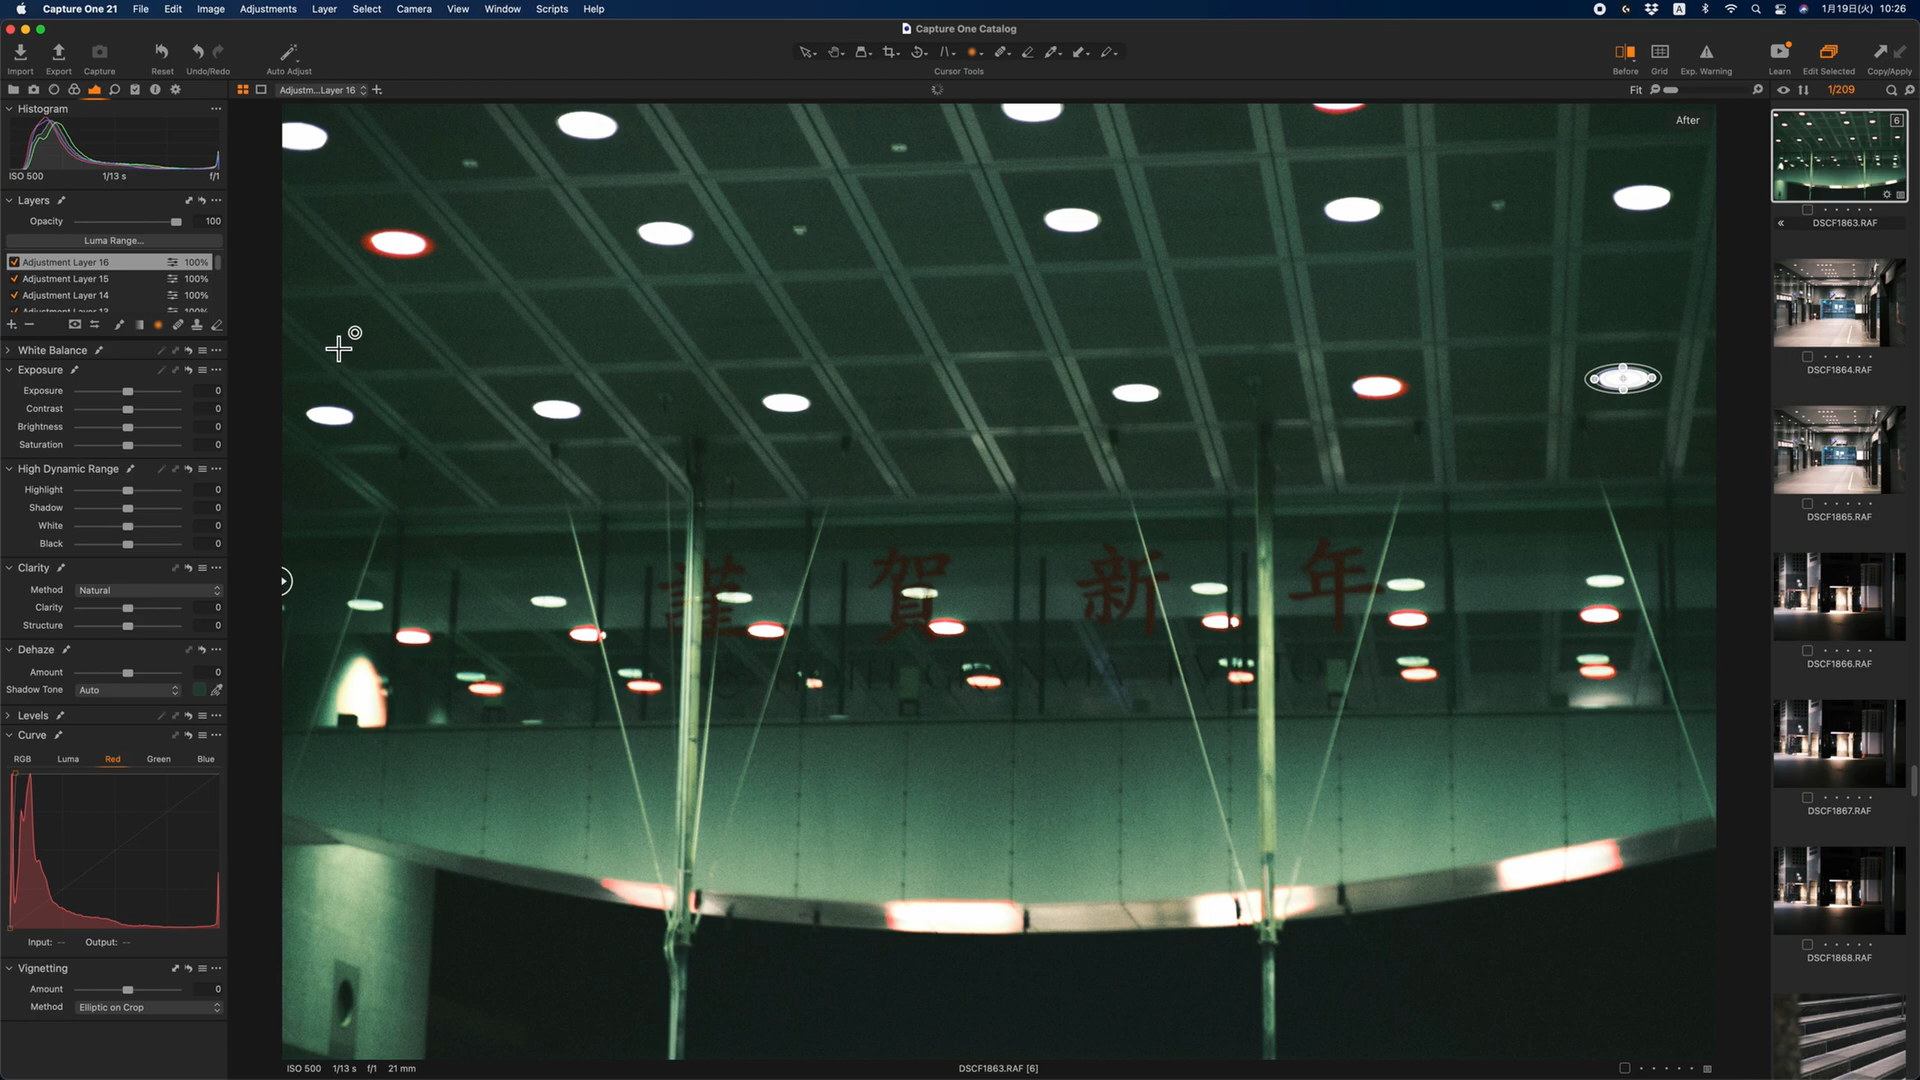 Capture One 21 File Edit Image Adjustments Layer Select Camera View Window Scripts Help
A 1月19日(火) 10:26
Capture One Catalog
Import Export Capture Reset Undo/Redo Auto Adjust
Cursor Tools
Before Grid Exp. Warning Learn Edit Selected Copy/Apply
Adjustm...Layer 16
Fit
1/209
Histogram
ISO 500 1/13 s f/1
Layers
Opacity 100
Luma Range...
Adjustment Layer 16 100%
Adjustment Layer 15 100%
Adjustment Layer 14 100%
White Balance
Exposure
Exposure 0
Contrast 0
Brightness 0
Saturation 0
High Dynamic Range
Highlight 0
Shadow 0
White 0
Black 0
Clarity
Method Natural
Clarity 0
Structure 0
Dehaze
Amount 0
Shadow Tone Auto
Levels
Curve
RGB Luma Red Green Blue
Input: -- Output: --
Vignetting
Amount 0
Method Elliptic on Crop
After
謹賀新年
ISO 500 1/13 s f/1 21 mm
DSCF1863.RAF [6]
6
DSCF1863.RAF
DSCF1864.RAF
DSCF1865.RAF
DSCF1866.RAF
DSCF1867.RAF
DSCF1868.RAF